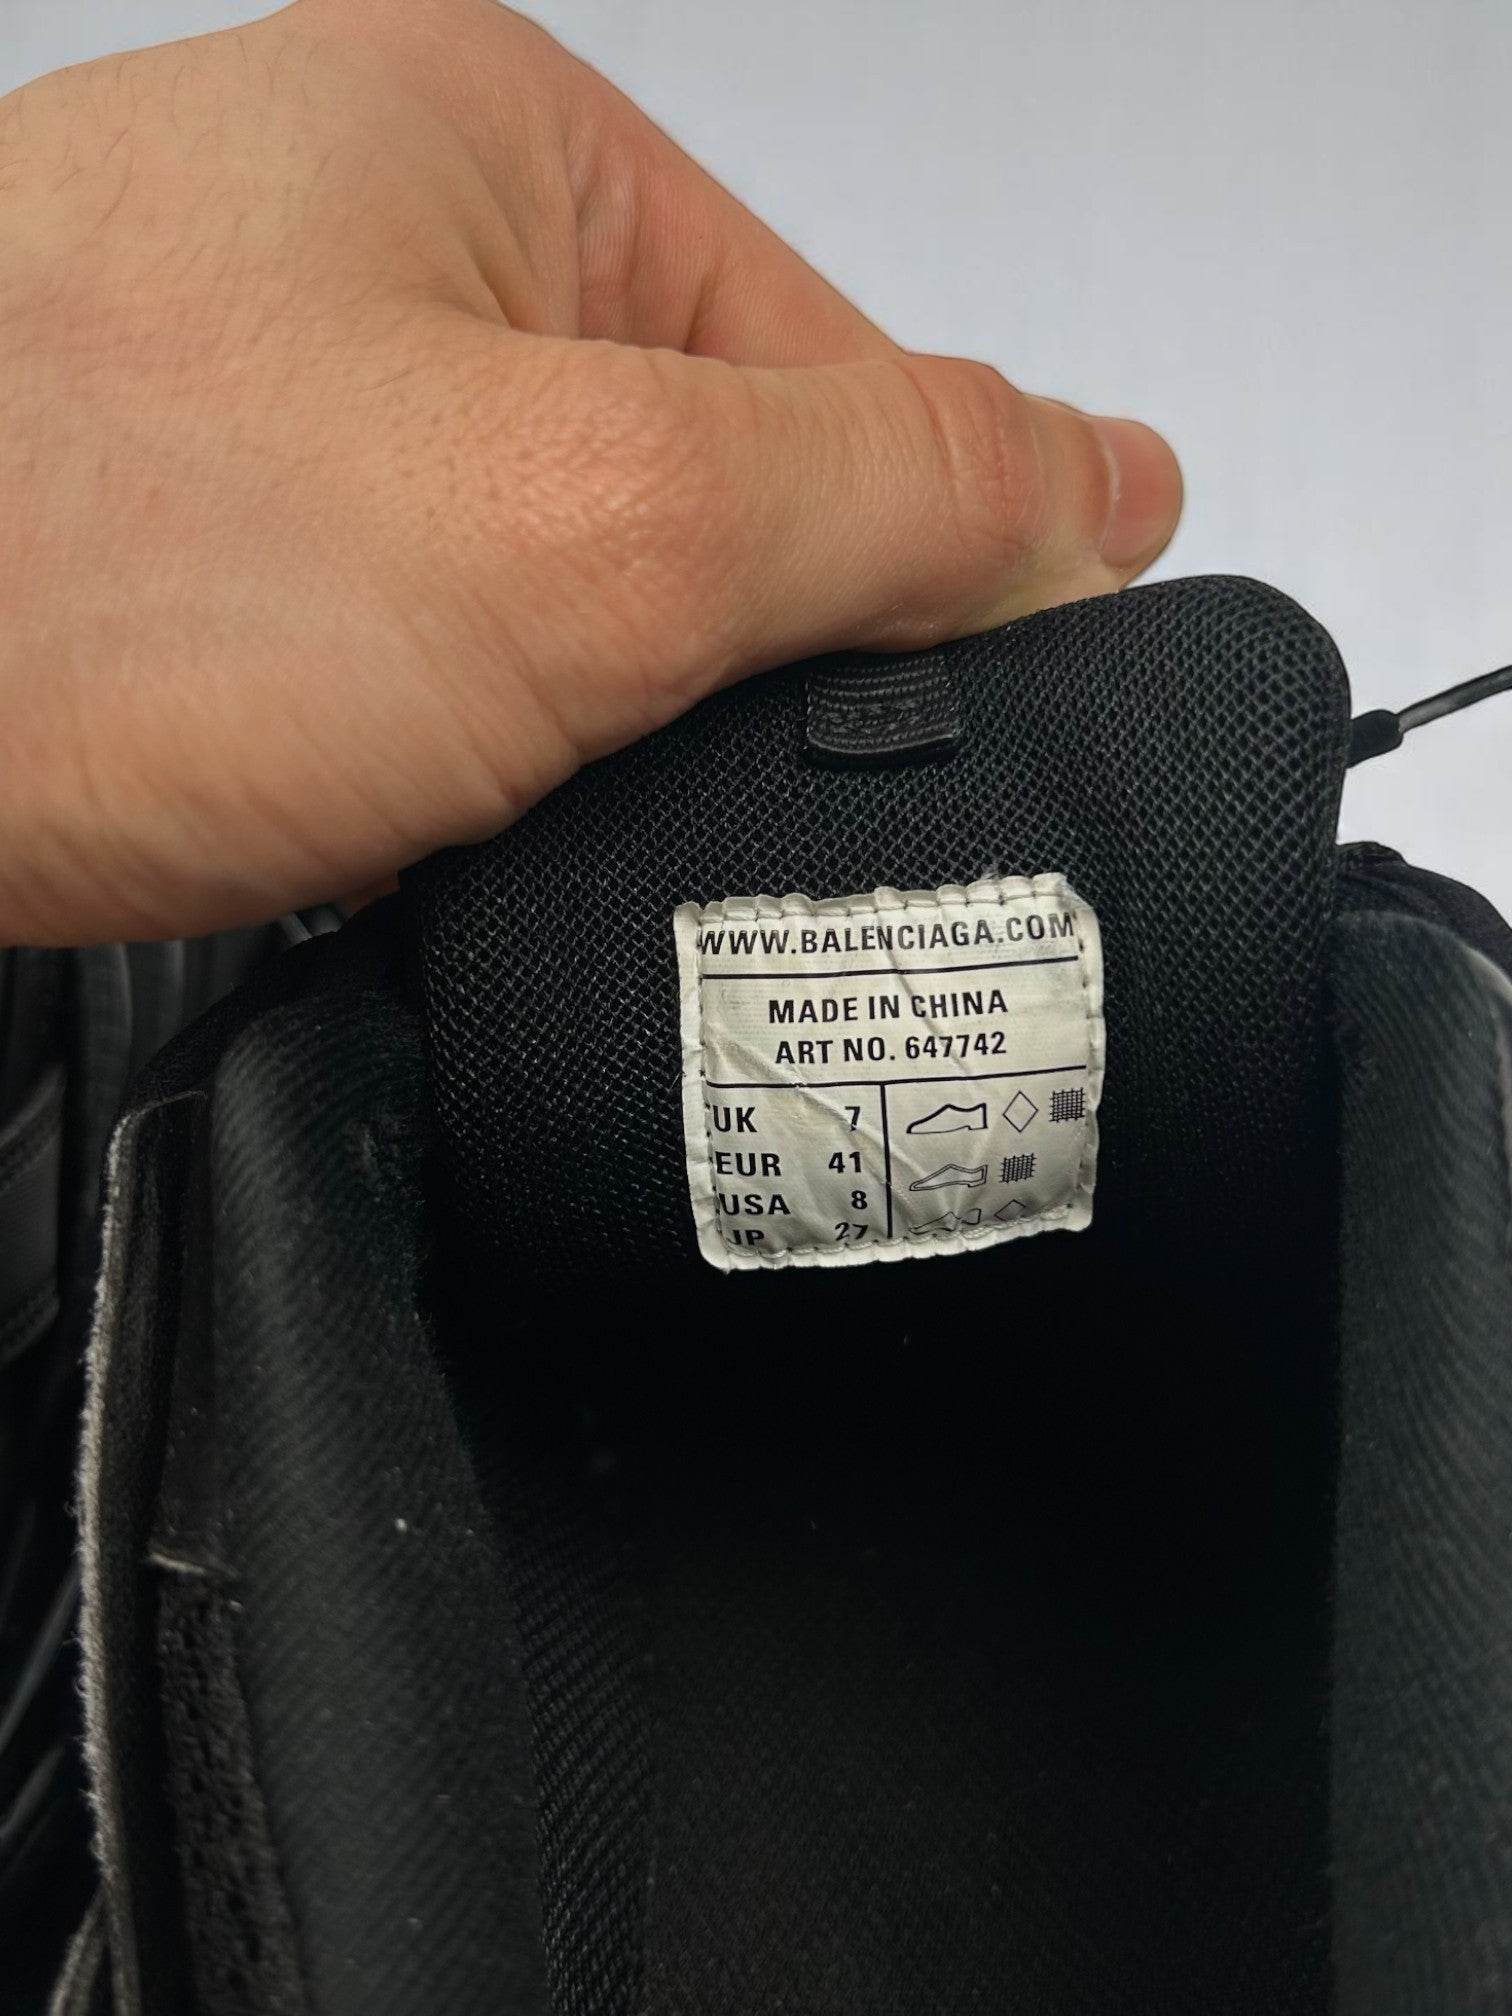 WWW.BALENCIAGA.COM
MADE IN CHINA
ART NO. 647742
UK 7
EUR 41
USA 8
JP 27